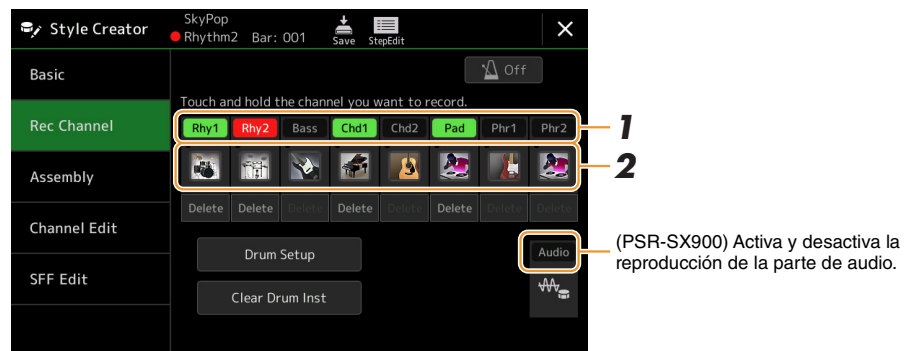 Style Creator
SkyPop
Rhythm2 Bar: 001
Save
StepEdit
Basic
Off
Touch and hold the channel you want to record.
Rec Channel
Rhy1 Rhy2 Bass Chd1 Chd2 Pad Phr1 Phr2
1
2
Assembly
Delete Delete Delete Delete Delete Delete Delete Delete
Channel Edit
Drum Setup
Audio
(PSR-SX900) Activa y desactiva la
reproducción de la parte de audio.
SFF Edit
Clear Drum Inst